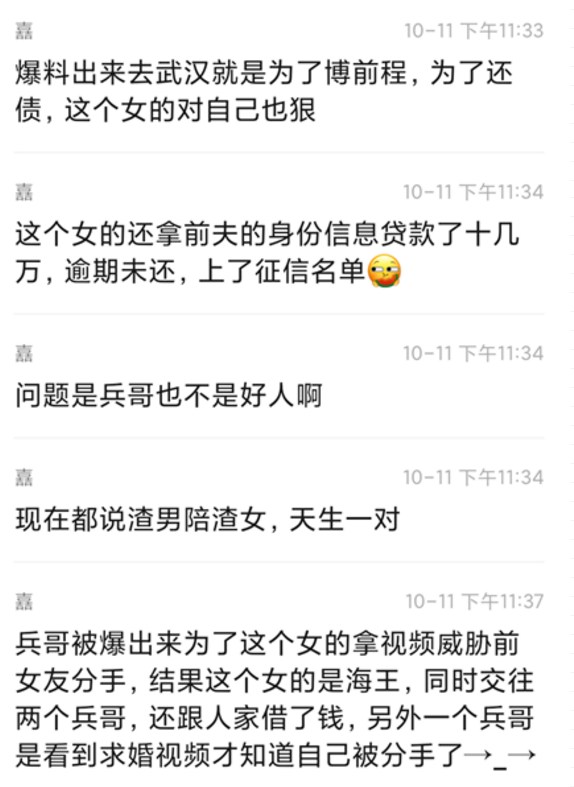 嚞 10-11 下午11:33
爆料出来去武汉就是为了博前程，为了还
债，这个女的对自己也狠
嚞 10-11 下午11:34
这个女的还拿前夫的身份信息贷款了十几
万，逾期未还，上了征信名单
嚞 10-11 下午11:34
问题是兵哥也不是好人啊
嚞 10-11 下午11:34
现在都说渣男陪渣女，天生一对
嚞 10-11 下午11:37
兵哥被爆出来为了这个女的拿视频威胁前
女友分手，结果这个女的是海王，同时交往
两个兵哥，还跟人家借了钱，另外一个兵哥
是看到求婚视频才知道自己被分手了→_→